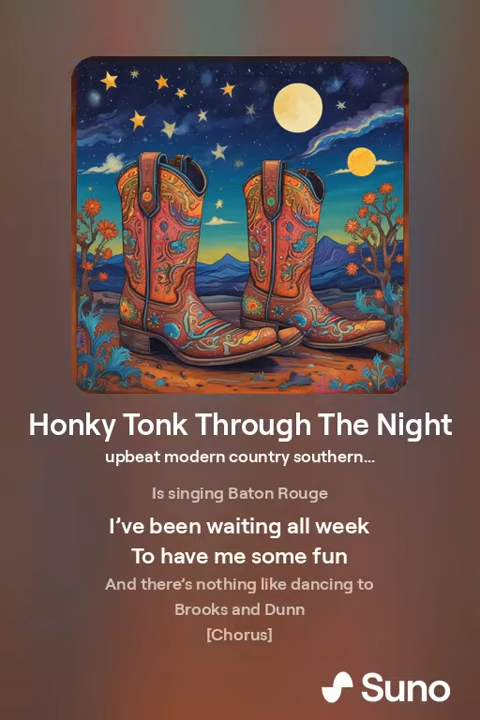 Honky Tonk Through The Night
upbeat modern country southern...
Is singing Baton Rouge
I've been waiting all week
To have me some fun
And there's nothing like dancing to
Brooks and Dunn
[Chorus]
Suno